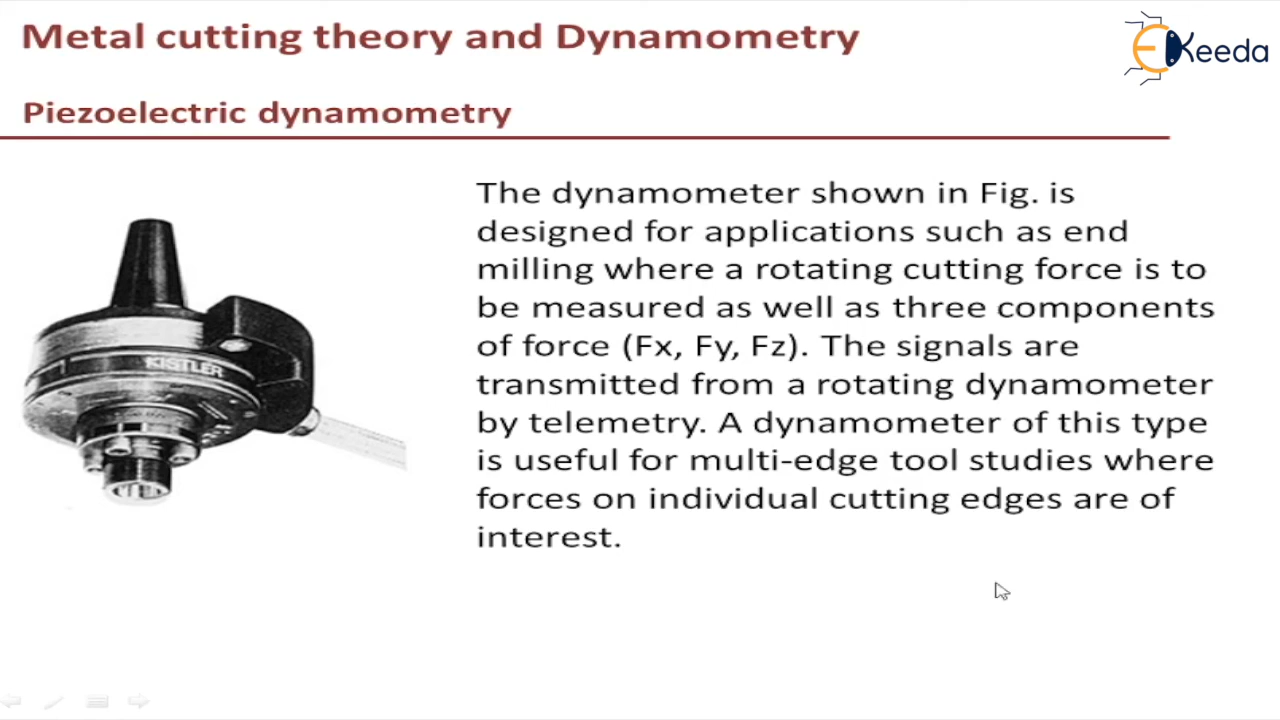 Metal cutting theory and Dynamometry
EKeeda
Piezoelectric dynamometry
The dynamometer shown in Fig. is
designed for applications such as end
milling where a rotating cutting force is to
be measured as well as three components
of force (Fx, Fy, Fz). The signals are
transmitted from a rotating dynamometer
by telemetry. A dynamometer of this type
is useful for multi-edge tool studies where
forces on individual cutting edges are of
interest.
KISTLER